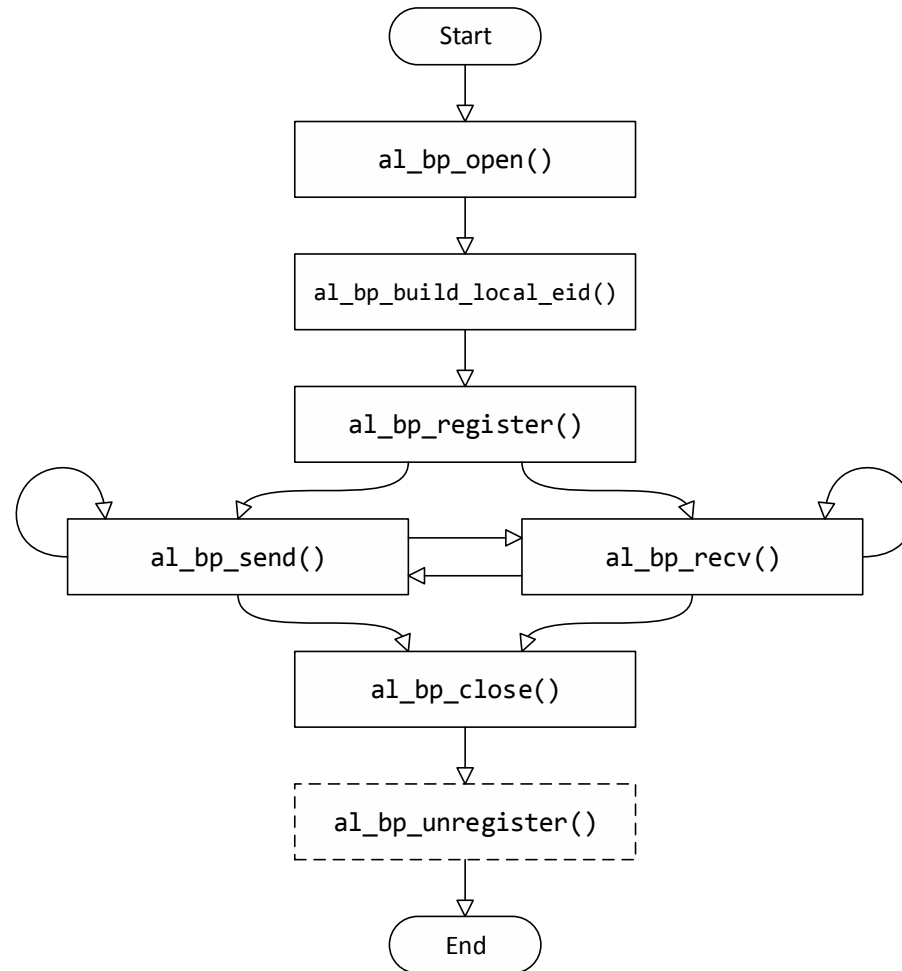 Start
al_bp_open()
al_bp_build_local_eid()
al_bp_register()
al_bp_send()
al_bp_recv()
al_bp_close()
al_bp_unregister()
End